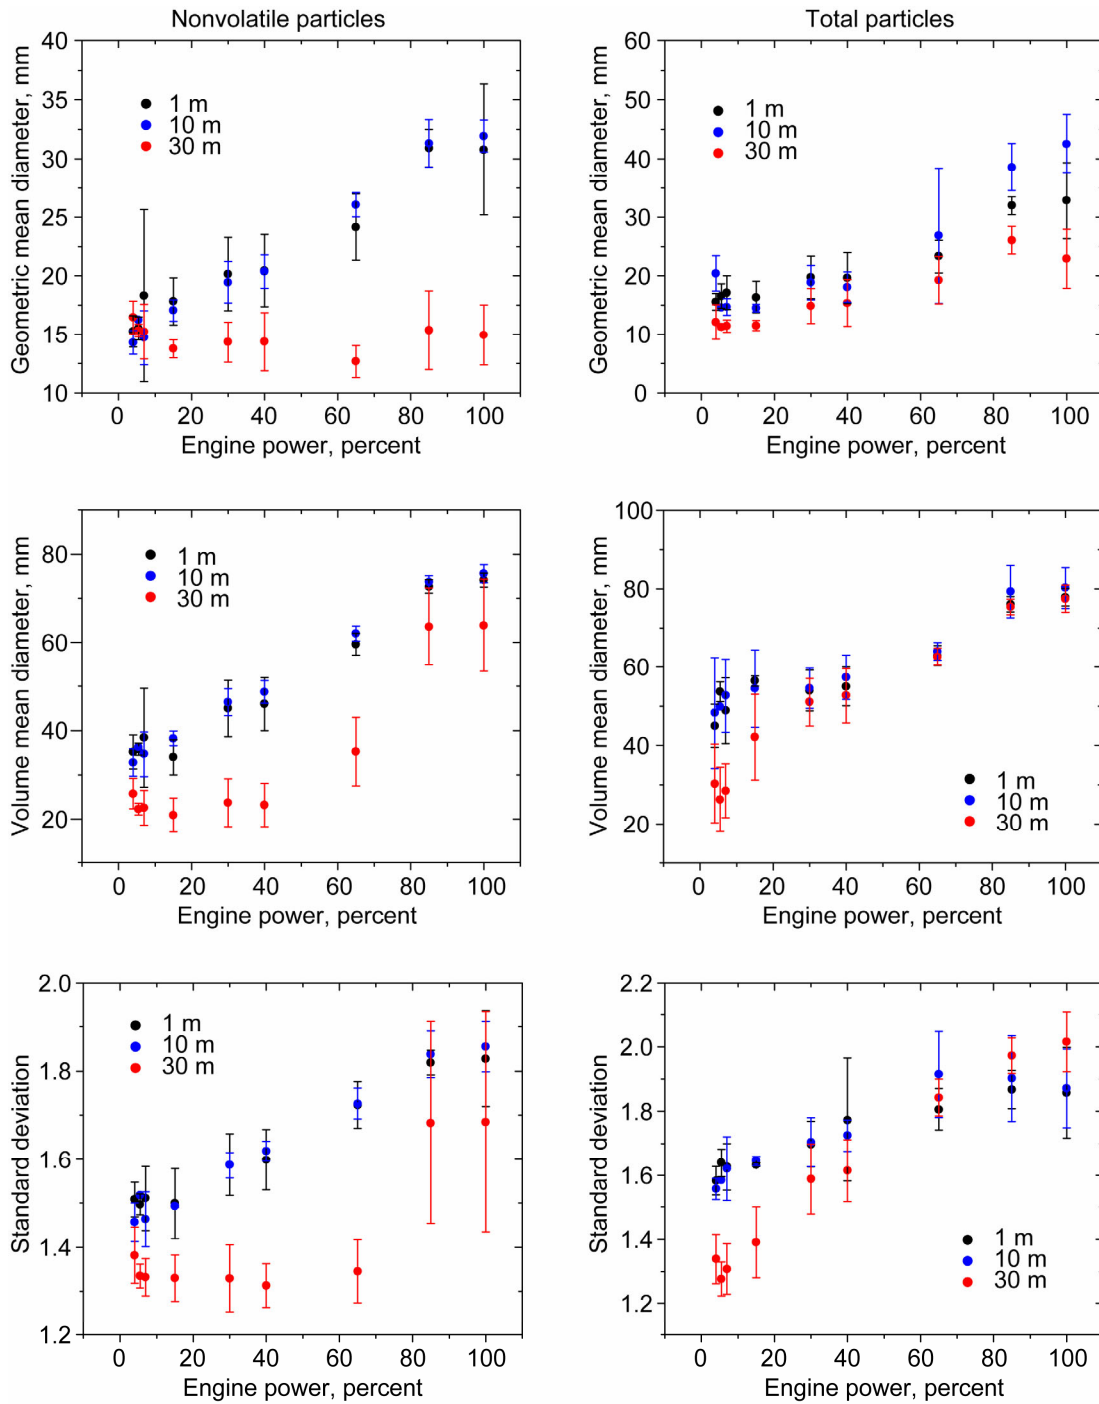 Nonvolatile particles
Geometric mean diameter, mm
40
35
30
25
20
15
10
1 m
10 m
30 m
0 20 40 60 80 100
Engine power, percent
Total particles
Geometric mean diameter, mm
60
50
40
30
20
10
0
1 m
10 m
30 m
0 20 40 60 80 100
Engine power, percent
Volume mean diameter, mm
80
60
40
20
1 m
10 m
30 m
0 20 40 60 80 100
Engine power, percent
Volume mean diameter, mm
100
80
60
40
20
1 m
10 m
30 m
0 20 40 60 80 100
Engine power, percent
Standard deviation
2.0
1.8
1.6
1.4
1.2
1 m
10 m
30 m
0 20 40 60 80 100
Engine power, percent
Standard deviation
2.2
2.0
1.8
1.6
1.4
1.2
1 m
10 m
30 m
0 20 40 60 80 100
Engine power, percent